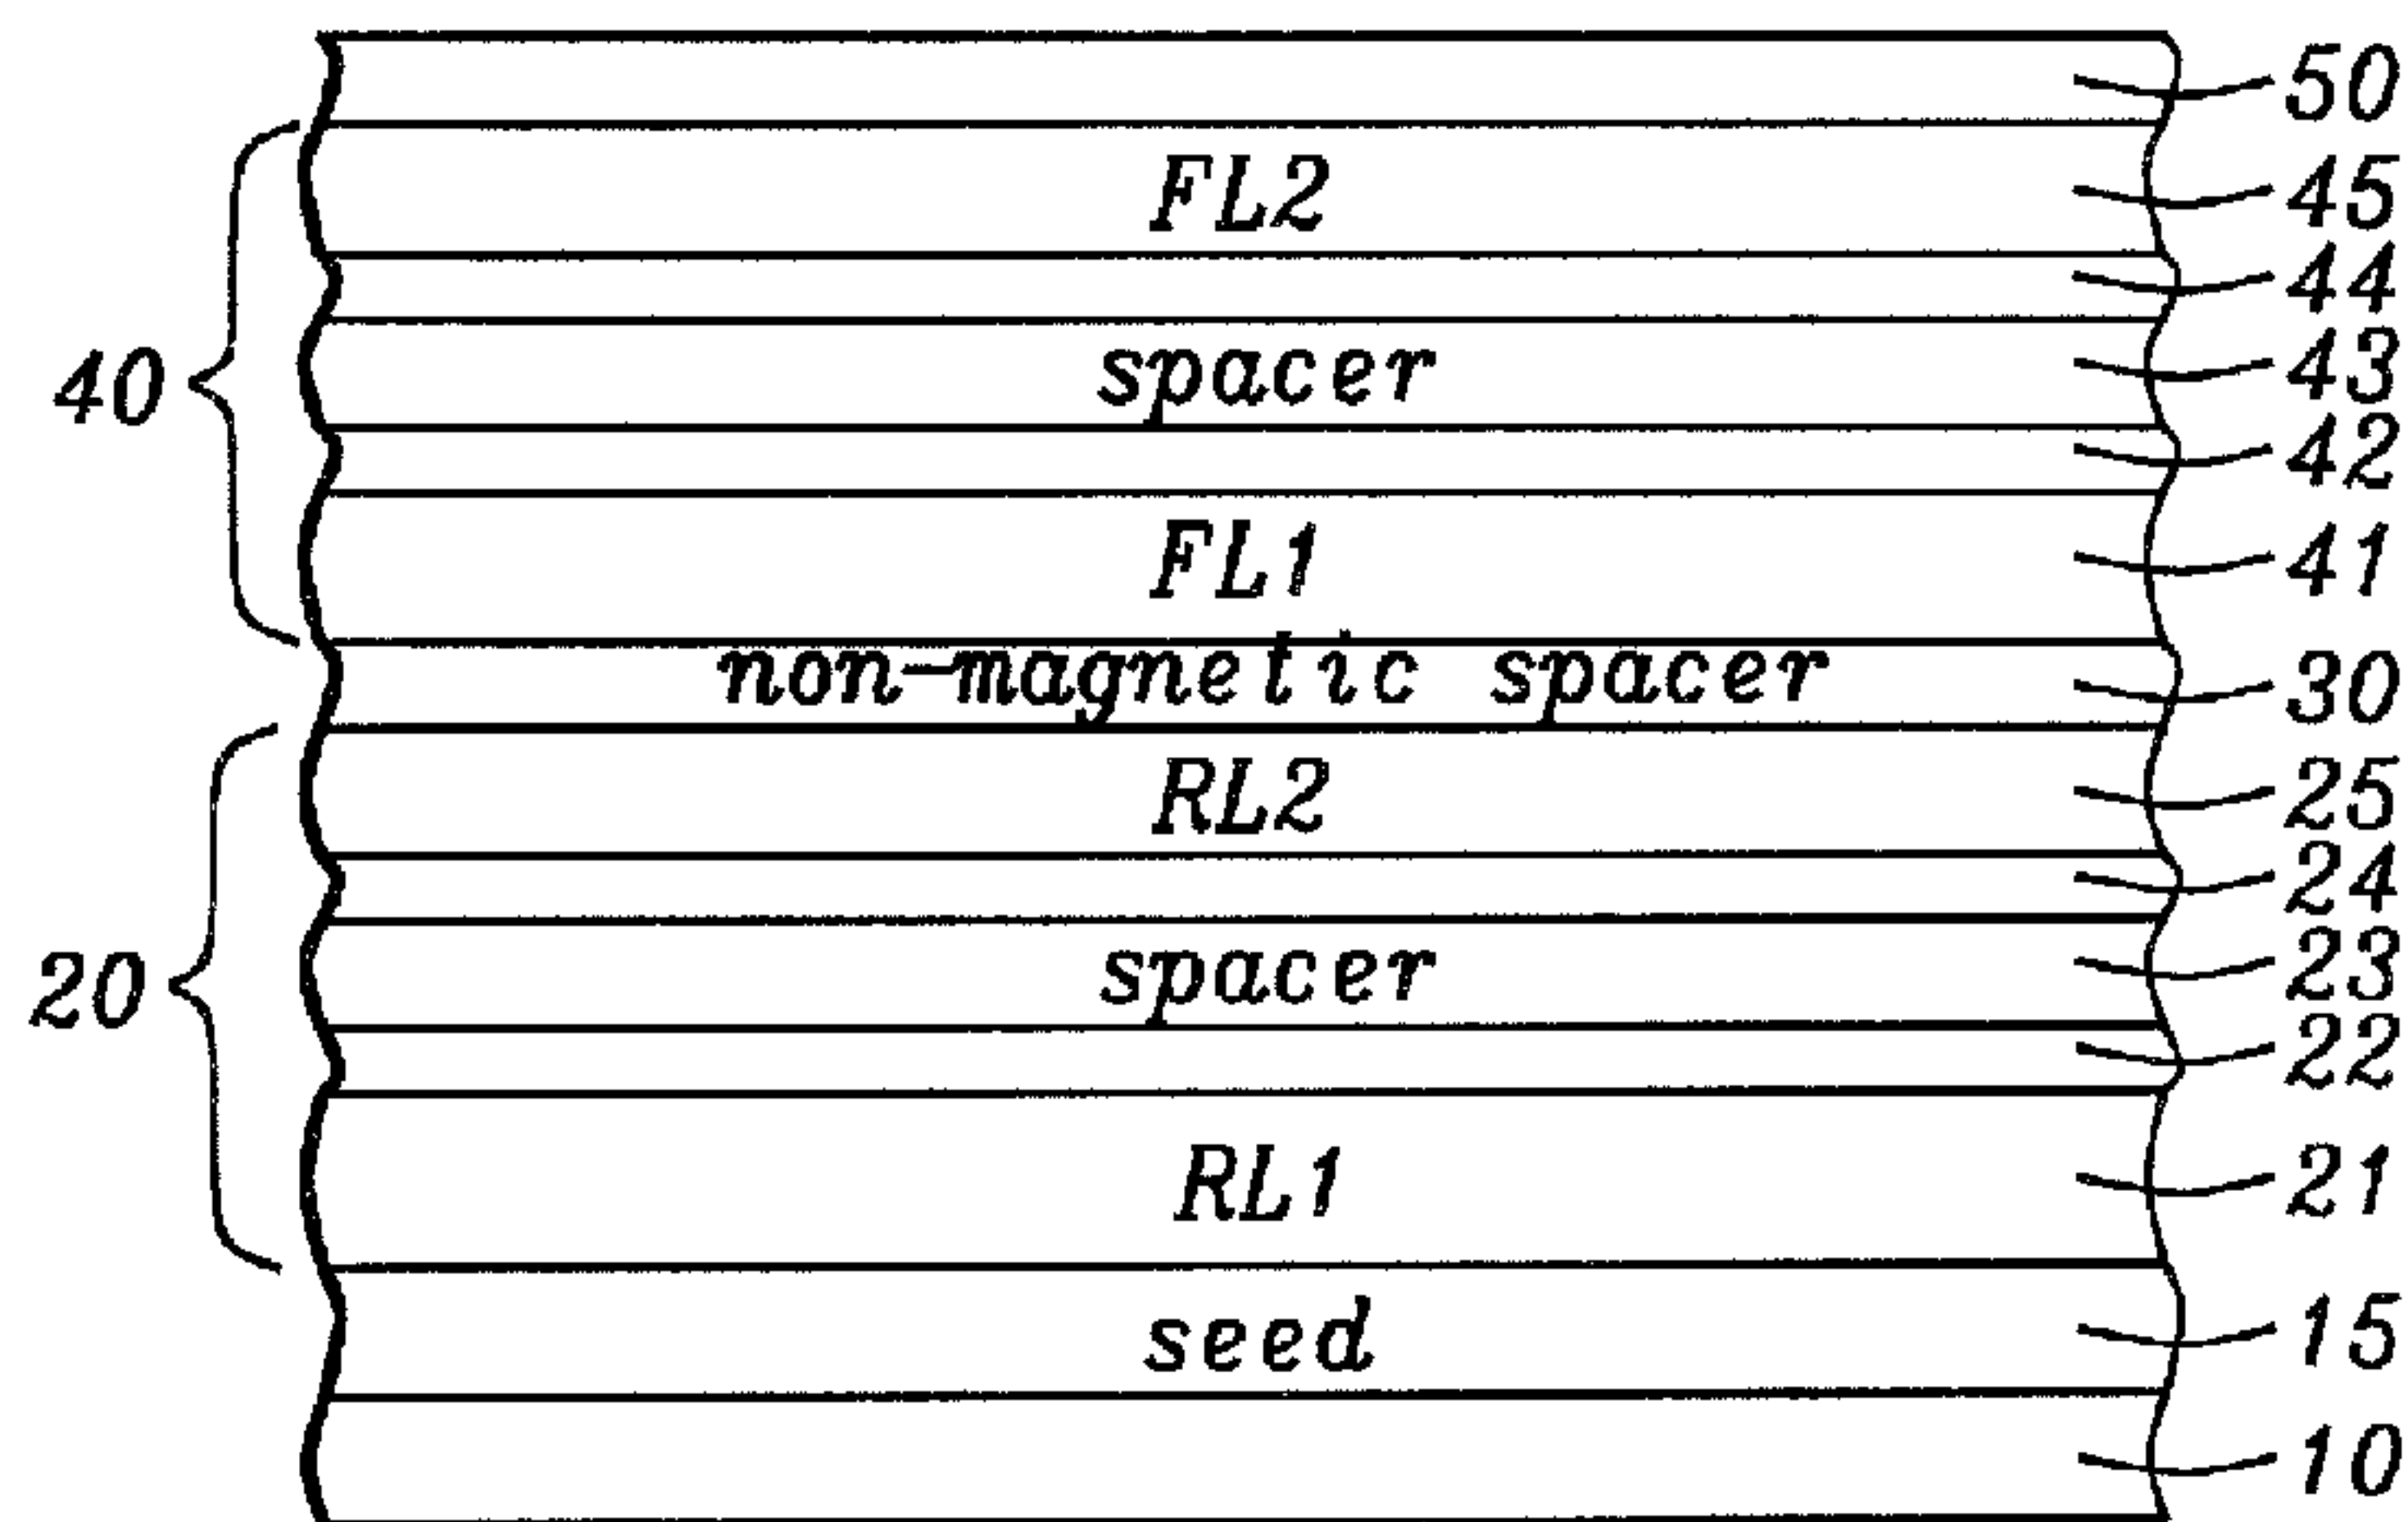 50
FL2 45
44
40 spacer 43
42
FL1 41
non-magnetic spacer 30
RL2 25
24
20 spacer 23
22
RL1 21
seed 15
10